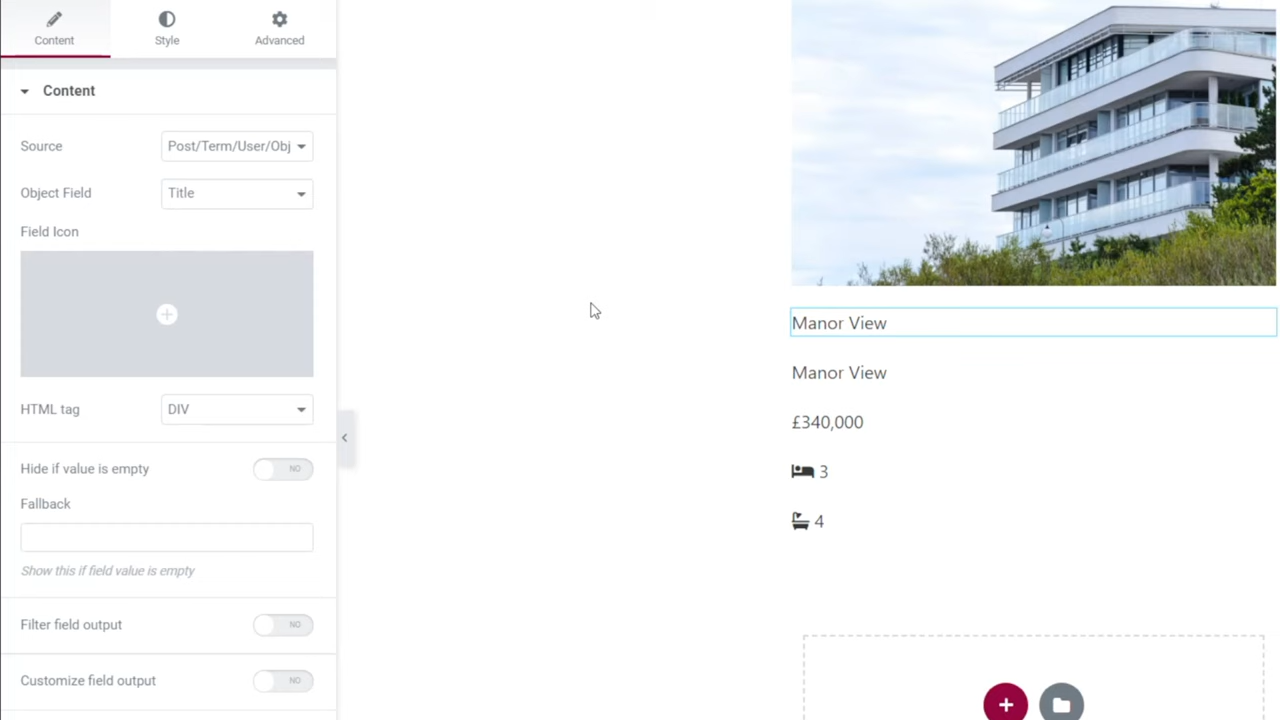 Content
Style
Advanced
Content
Source
Post/Term/User/Obj
Object Field
Title
Field Icon
HTML tag
DIV
Hide if value is empty
NO
Fallback
Show this if field value is empty
Filter field output
NO
Customize field output
NO
Manor View
Manor View
£340,000
3
4